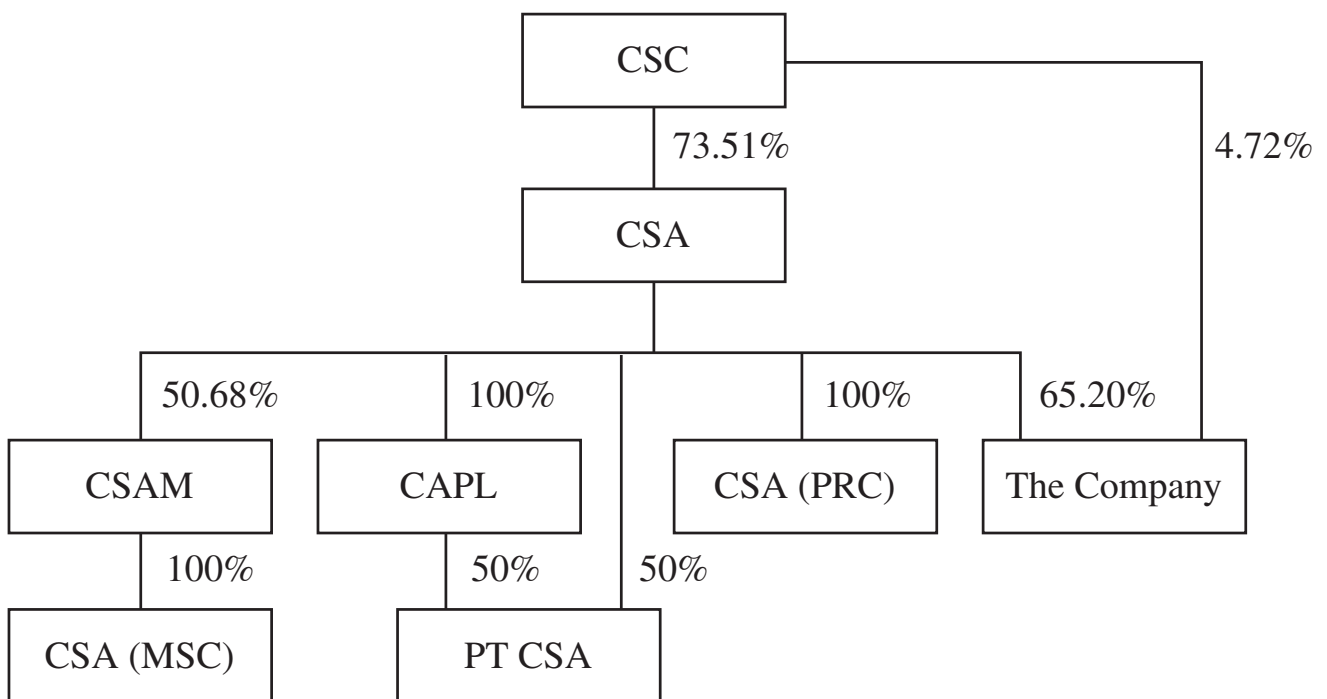 CSC
73.51%
4.72%
CSA
50.68%
100%
100%
65.20%
CSAM
CAPL
CSA (PRC)
The Company
100%
50%
50%
CSA (MSC)
PT CSA